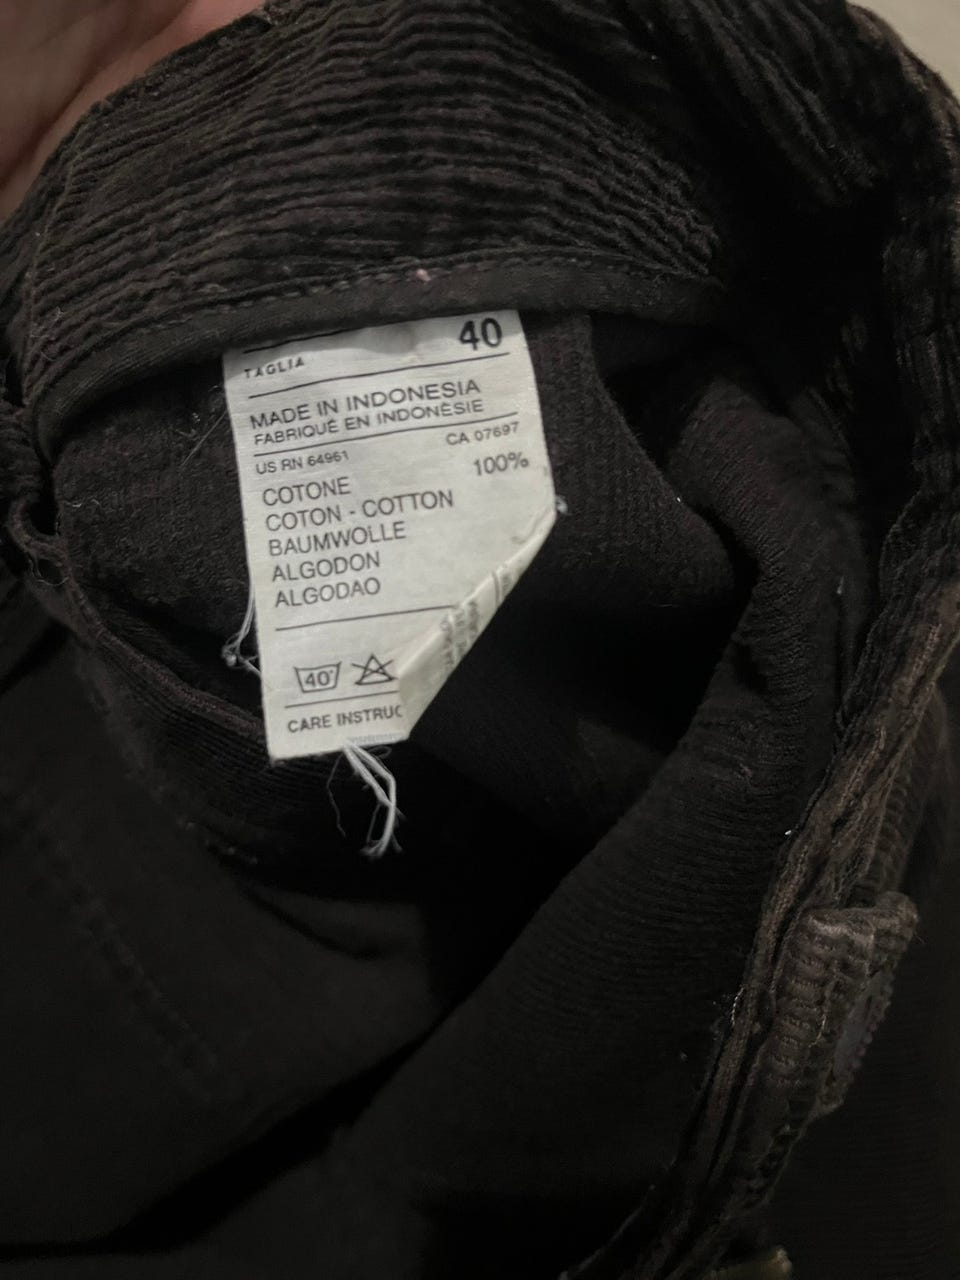 40
TAGLIA
MADE IN INDONESIA
FABRIQUÉ EN INDONÉSIE
US RN 64961 CA 07697
COTONE 100%
COTON - COTTON
BAUMWOLLE
ALGODON
ALGODAO
40°
CARE INSTRUC